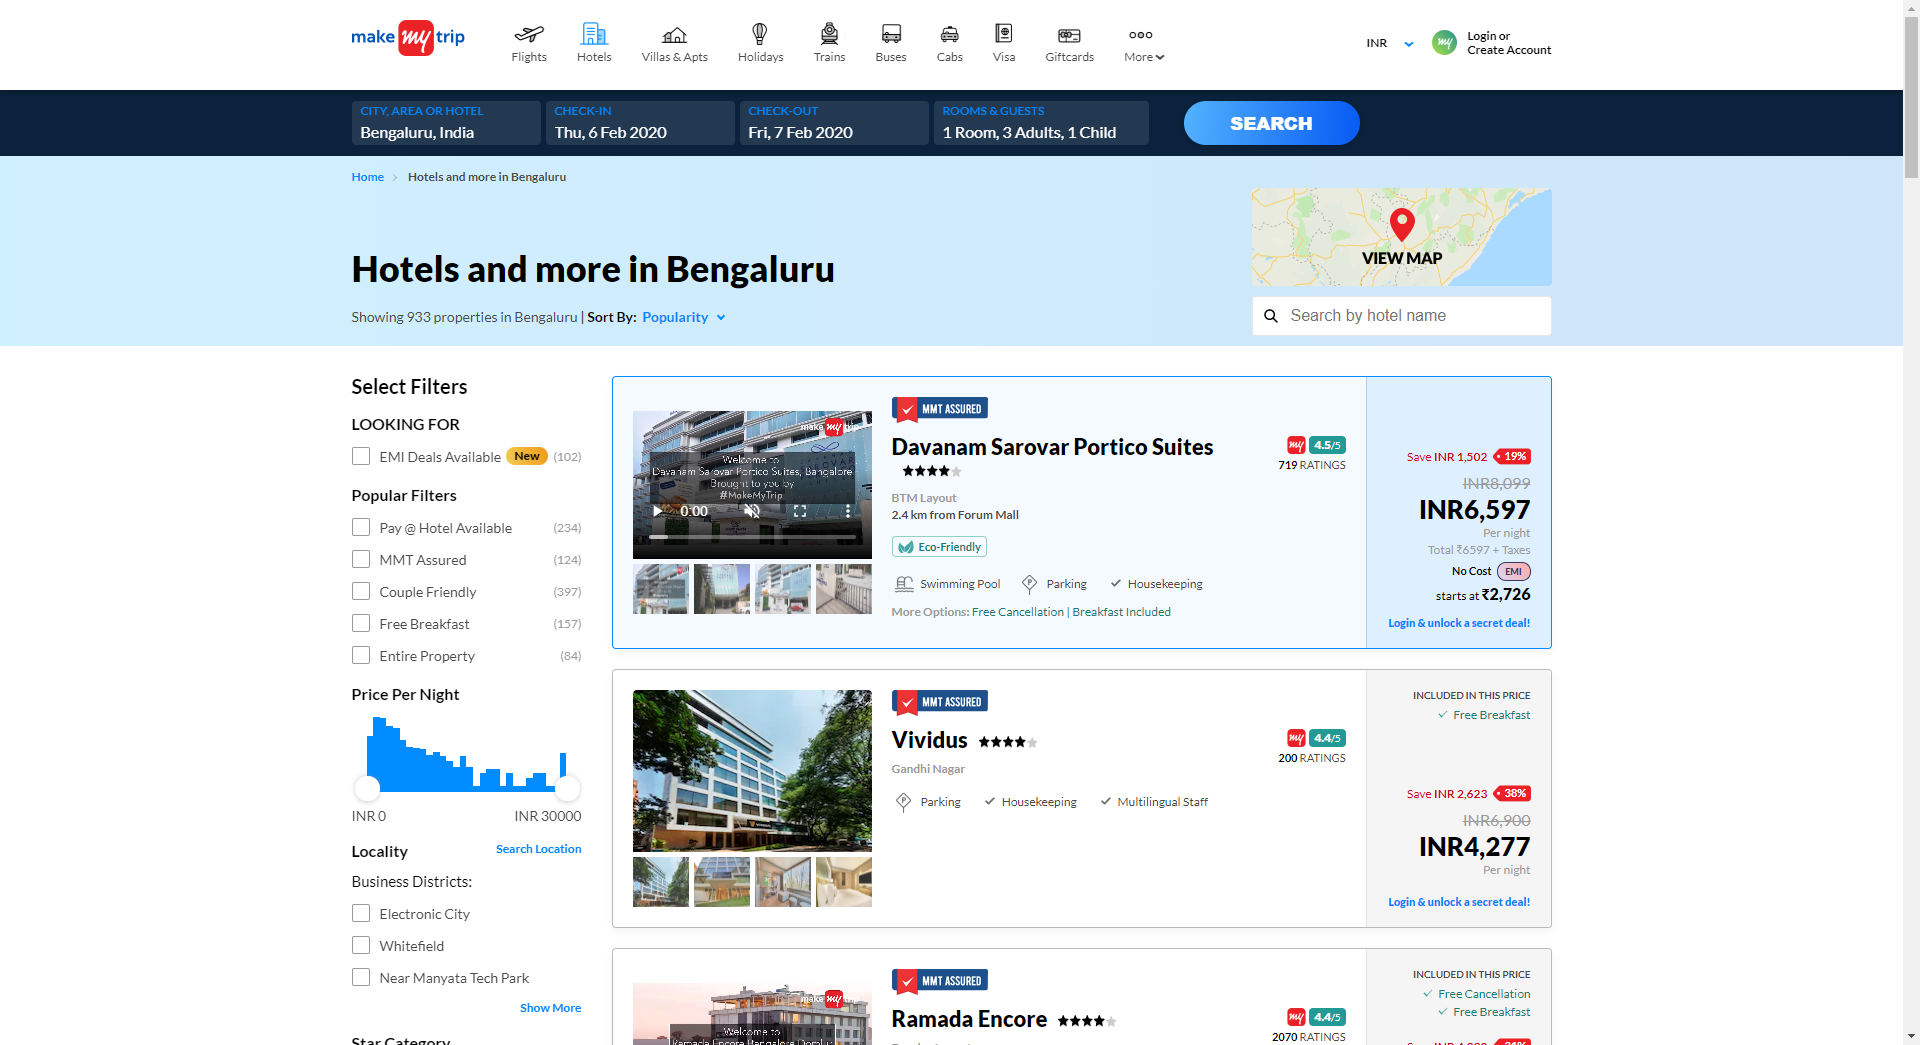 make my trip
Flights
Hotels
Villas & Apts
Holidays
Trains
Buses
Cabs
Visa
Giftcards
More
INR
my
Login or
Create Account
CITY, AREA OR HOTEL
Bengaluru, India
CHECK-IN
Thu, 6 Feb 2020
CHECK-OUT
Fri, 7 Feb 2020
ROOMS & GUESTS
1 Room, 3 Adults, 1 Child
SEARCH
Home > Hotels and more in Bengaluru
VIEW MAP
Hotels and more in Bengaluru
Showing 933 properties in Bengaluru | Sort By: Popularity
Search by hotel name
Select Filters
LOOKING FOR
EMI Deals Available New (102)
Popular Filters
Pay @ Hotel Available (234)
MMT Assured (124)
Couple Friendly (397)
Free Breakfast (157)
Entire Property (84)
Price Per Night
INR 0 INR 30000
Locality Search Location
Business Districts:
Electronic City
Whitefield
Near Manyata Tech Park
Show More
Star Category
make my trip
Welcome to
Davanam Sarovar Portico Suites, Bangalore
Brought to you by
#MakeMyTrip
0:00
MMT ASSURED
Davanam Sarovar Portico Suites
BTM Layout
2.4 km from Forum Mall
Eco-Friendly
Swimming Pool Parking Housekeeping
More Options: Free Cancellation | Breakfast Included
my 4.5/5
719 RATINGS
Save INR 1,502 19%
INR8,099
INR6,597
Per night
Total ₹6597 + Taxes
No Cost EMI
starts at ₹2,726
Login & unlock a secret deal!
MMT ASSURED
Vividus
Gandhi Nagar
Parking Housekeeping Multilingual Staff
my 4.4/5
200 RATINGS
INCLUDED IN THIS PRICE
Free Breakfast
Save INR 2,623 38%
INR6,900
INR4,277
Per night
Login & unlock a secret deal!
make my
Welcome to
Ramada Encore Bangalore Domlur
MMT ASSURED
Ramada Encore
my 4.4/5
2070 RATINGS
INCLUDED IN THIS PRICE
Free Cancellation
Free Breakfast